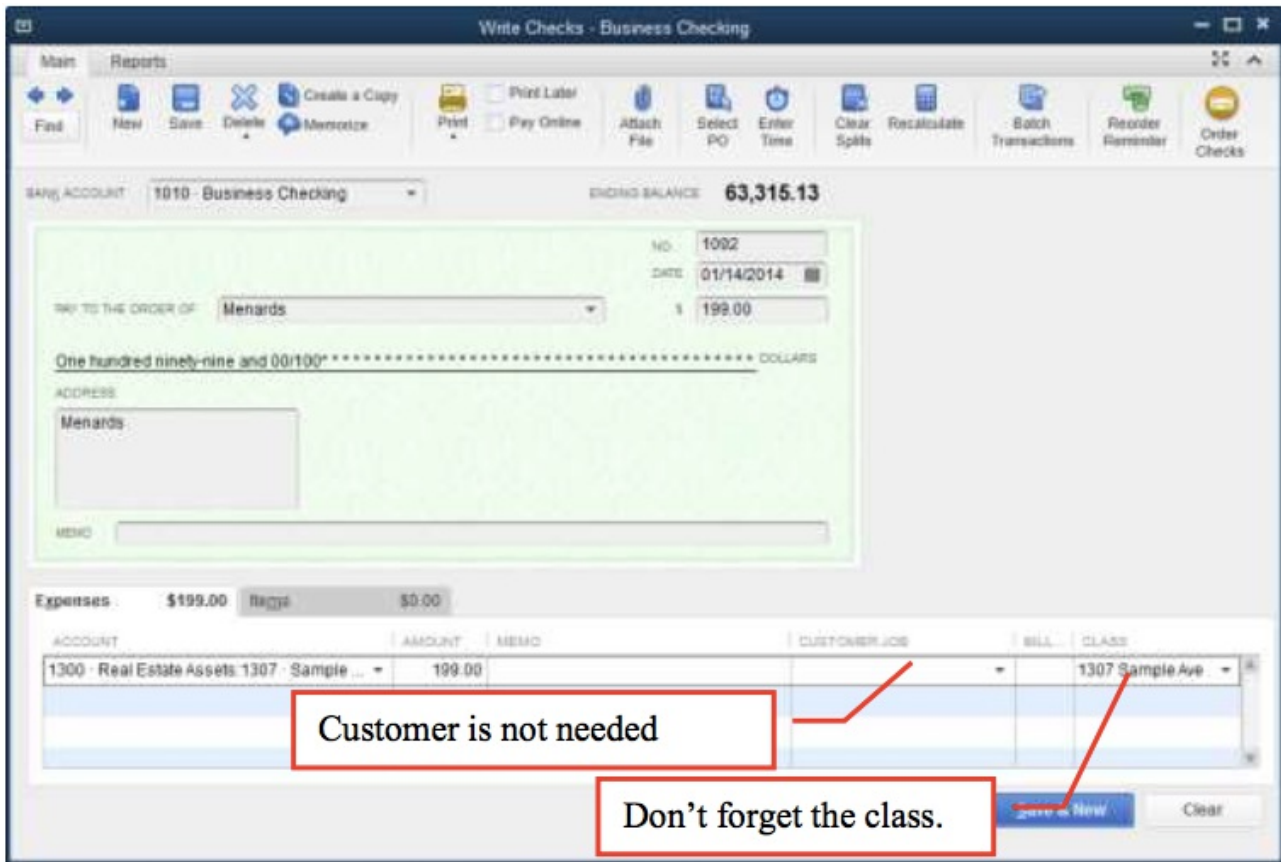 Write Checks - Business Checking
Main Reports
Find New Save Delete Create a Copy Memorize Print Print Later Pay Online Attach File Select PO Enter Time Clear Splits Recalculate Batch Transactions Reorder Reminder Order Checks
BANK ACCOUNT 1010 · Business Checking ENDING BALANCE 63,315.13
NO. 1002
DATE 01/14/2014
PAY TO THE ORDER OF Menards $ 199.00
One hundred ninety-nine and 00/100* * * * * * * * * * * * * * * * * * * * * * * * * * * * * * * * * * * * * * * DOLLARS
ADDRESS
Menards
MEMO
Expenses $199.00 Items $0.00
ACCOUNT AMOUNT MEMO CUSTOMER:JOB BILL... CLASS
1300 · Real Estate Assets:1307 · Sample ... 199.00 1307 Sample Ave
Customer is not needed
Don't forget the class.
Save & New Clear